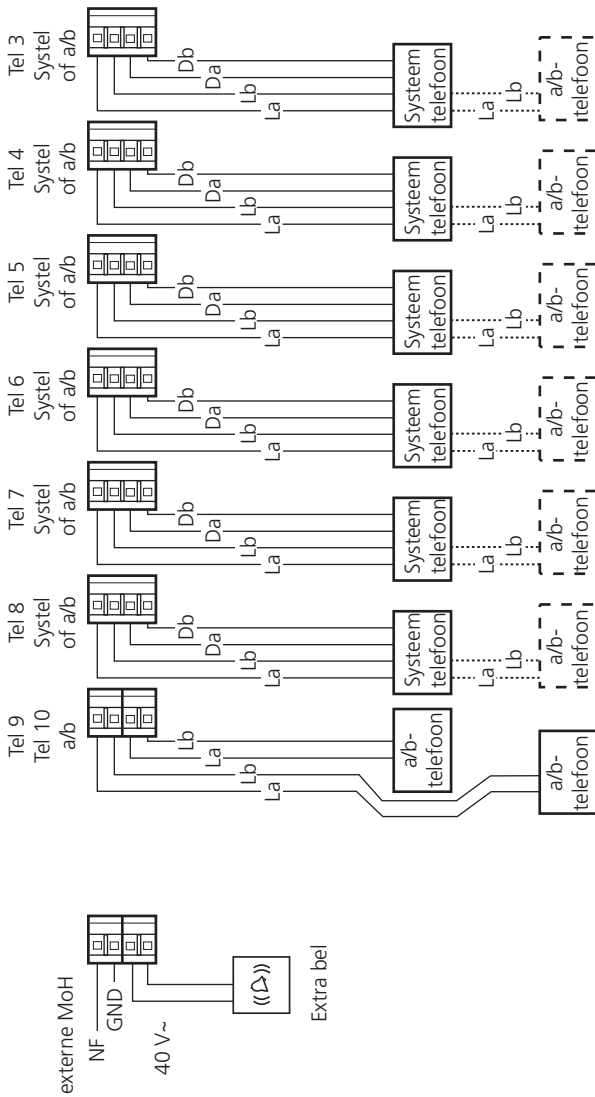 Tel 3
Systel
of a/b
Db
Da
Lb
La
Systeem
telefoon
La
Lb
a/b-
telefoon
Tel 4
Systel
of a/b
Db
Da
Lb
La
Systeem
telefoon
La
Lb
a/b-
telefoon
Tel 5
Systel
of a/b
Db
Da
Lb
La
Systeem
telefoon
La
Lb
a/b-
telefoon
Tel 6
Systel
of a/b
Db
Da
Lb
La
Systeem
telefoon
La
Lb
a/b-
telefoon
Tel 7
Systel
of a/b
Db
Da
Lb
La
Systeem
telefoon
La
Lb
a/b-
telefoon
Tel 8
Systel
of a/b
Db
Da
Lb
La
Systeem
telefoon
La
Lb
a/b-
telefoon
Tel 9
Tel 10
a/b
Lb
La
Lb
La
a/b-
telefoon
a/b-
telefoon
externe MoH
NF
GND
40 V~
Extra bel